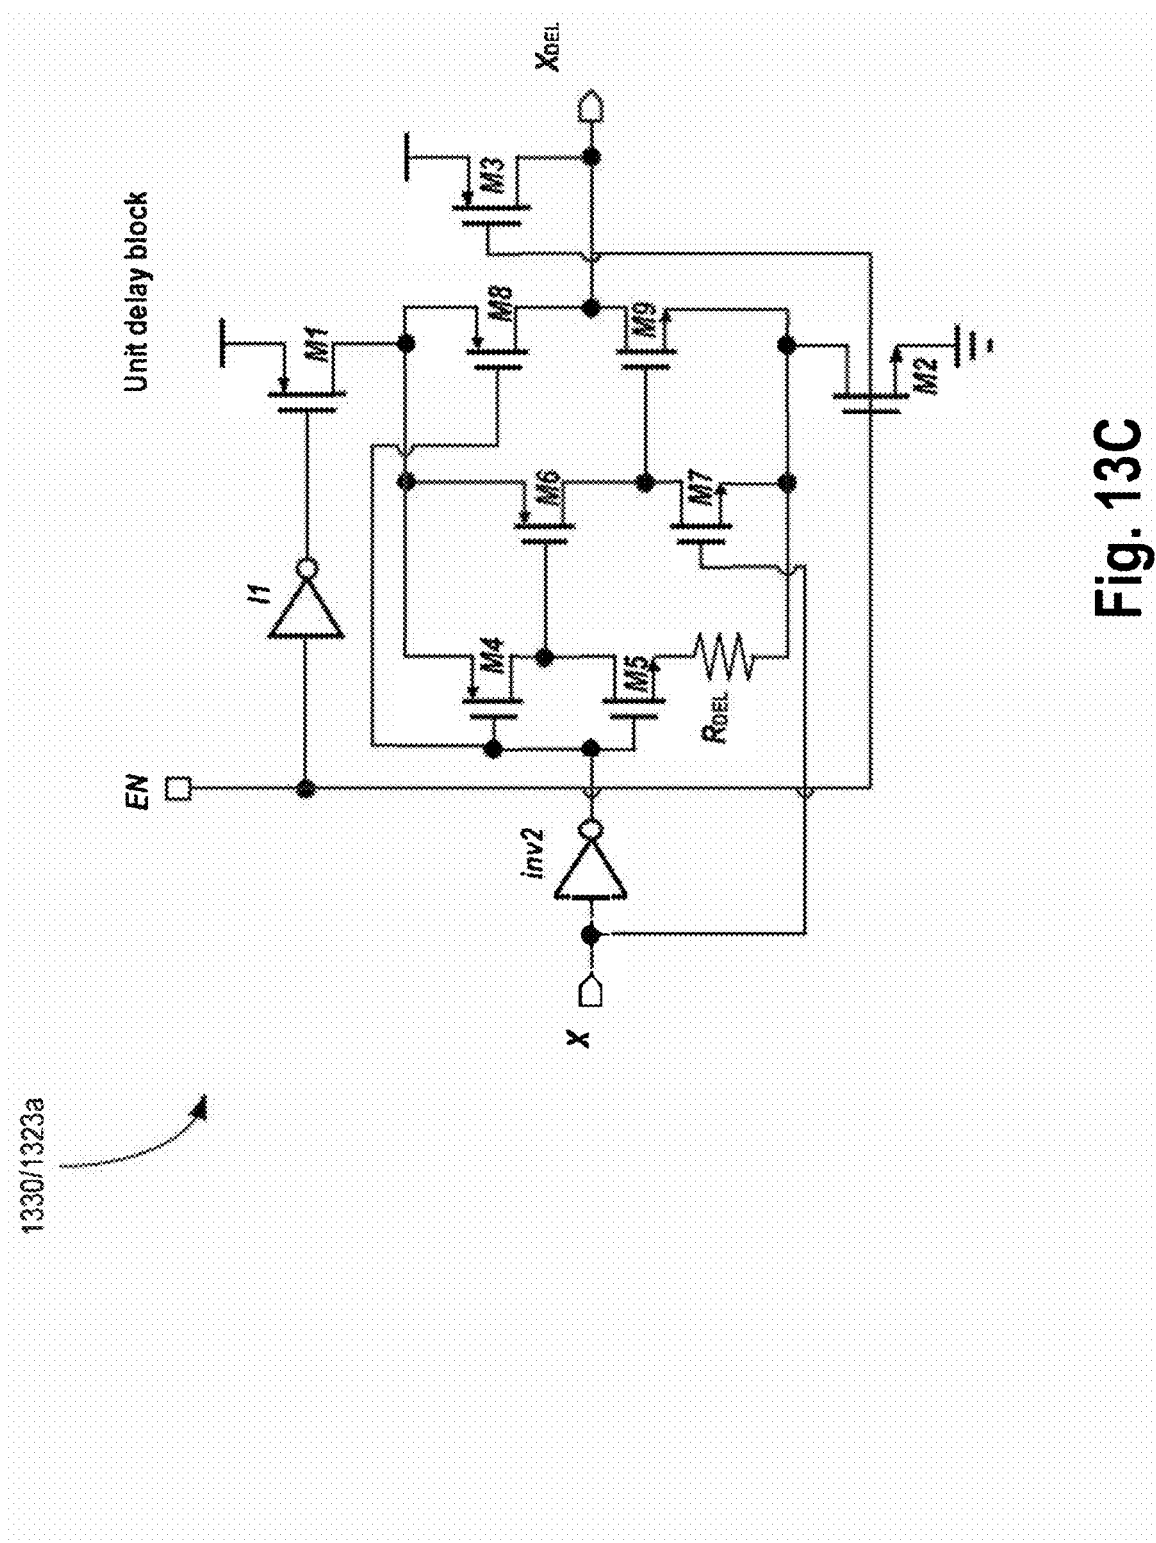 Unit delay block
EN
I1
M1
M3
X_DEL
M8
M6
M4
M9
M7
M5
R_DEL
inv2
X
M2
1330/1323a
Fig. 13C